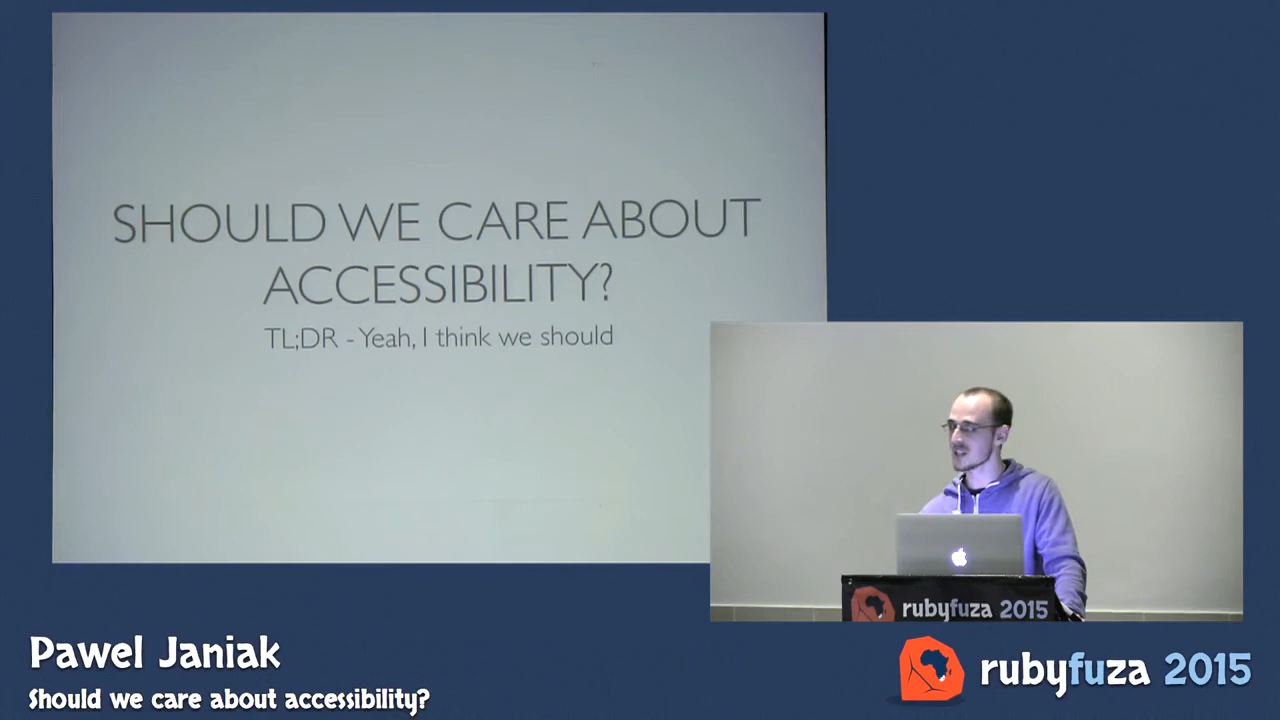 SHOULD WE CARE ABOUT
ACCESSIBILITY?
TL;DR - Yeah, I think we should
rubyfuza 2015
Pawel Janiak
Should we care about accessibility?
rubyfuza 2015